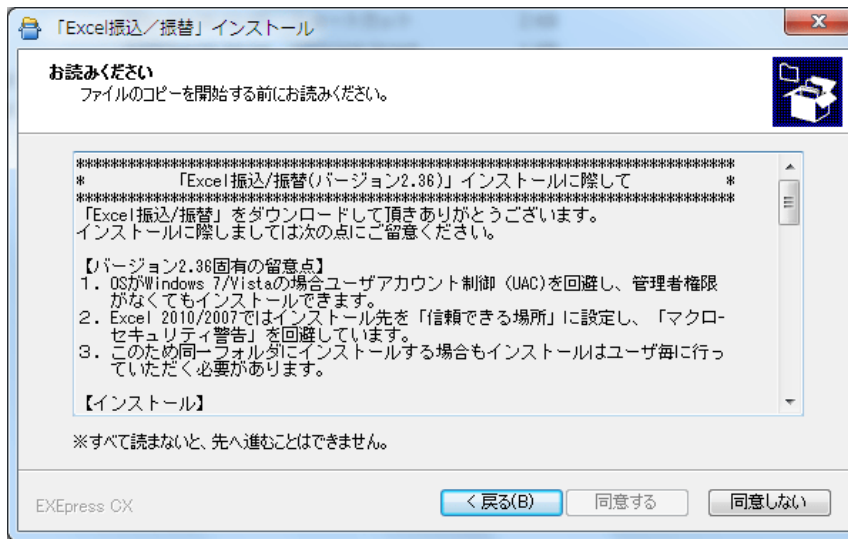 「Excel振込／振替」インストール
お読みください
ファイルのコピーを開始する前にお読みください。
******************************************************************************
* 「Excel振込/振替(バージョン2.36)」インストールに際して *
******************************************************************************
「Excel振込/振替」をダウンロードして頂きありがとうございます。
インストールに際しましては次の点にご留意ください。
【バージョン2.36固有の留意点】
1. OSがWindows 7/Vistaの場合ユーザアカウント制御 (UAC)を回避し、管理者権限
がなくてもインストールできます。
2. Excel 2010/2007ではインストール先を「信頼できる場所」に設定し、「マクロー
セキュリティ警告」を回避しています。
3. このため同一フォルダにインストールする場合もインストールはユーザ毎に行っ
ていただく必要があります。
【インストール】
※すべて読まないと、先へ進むことはできません。
EXEpress CX
< 戻る(B)
同意する
同意しない